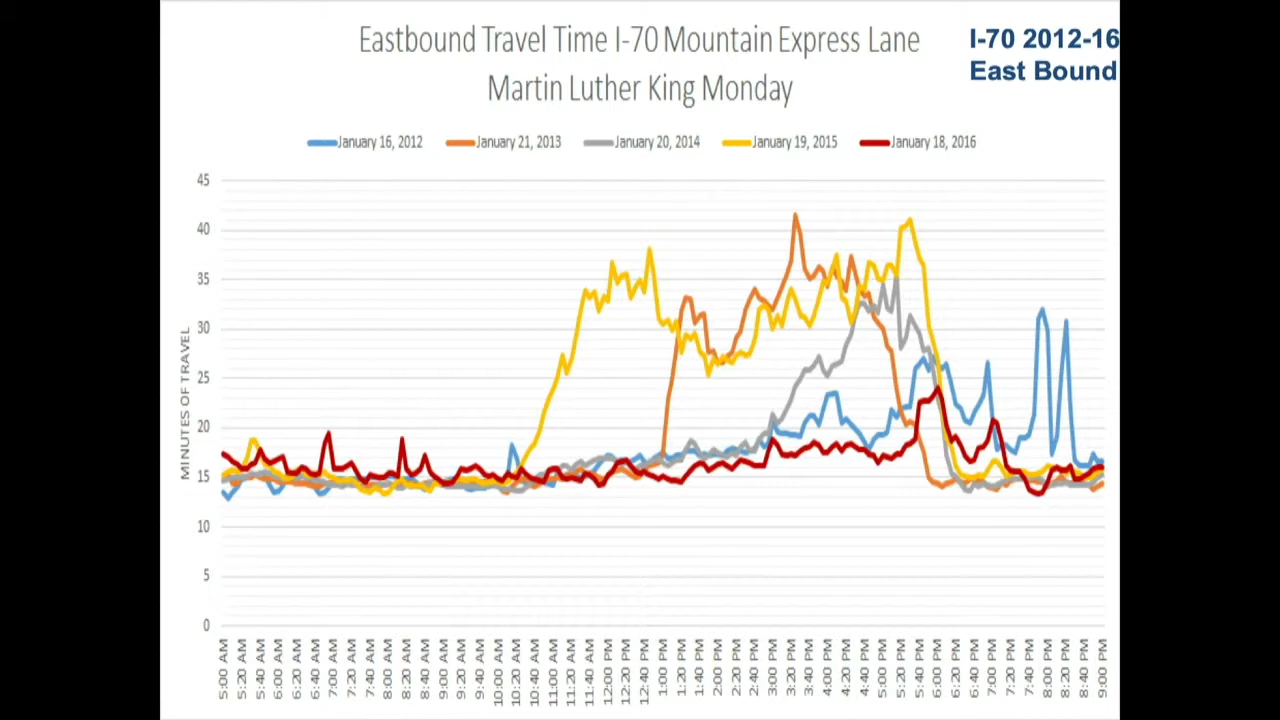 Eastbound Travel Time I-70 Mountain Express Lane
Martin Luther King Monday
I-70 2012-16
East Bound
January 16, 2012
January 21, 2013
January 20, 2014
January 19, 2015
January 18, 2016
MINUTES OF TRAVEL
45
40
35
30
25
20
15
10
5
0
5:00 AM
5:20 AM
5:40 AM
6:00 AM
6:20 AM
6:40 AM
7:00 AM
7:20 AM
7:40 AM
8:00 AM
8:20 AM
8:40 AM
9:00 AM
9:20 AM
9:40 AM
10:00 AM
10:20 AM
10:40 AM
11:00 AM
11:20 AM
11:40 AM
12:00 PM
12:20 PM
12:40 PM
1:00 PM
1:20 PM
1:40 PM
2:00 PM
2:20 PM
2:40 PM
3:00 PM
3:20 PM
3:40 PM
4:00 PM
4:20 PM
4:40 PM
5:00 PM
5:20 PM
5:40 PM
6:00 PM
6:20 PM
6:40 PM
7:00 PM
7:20 PM
7:40 PM
8:00 PM
8:20 PM
8:40 PM
9:00 PM